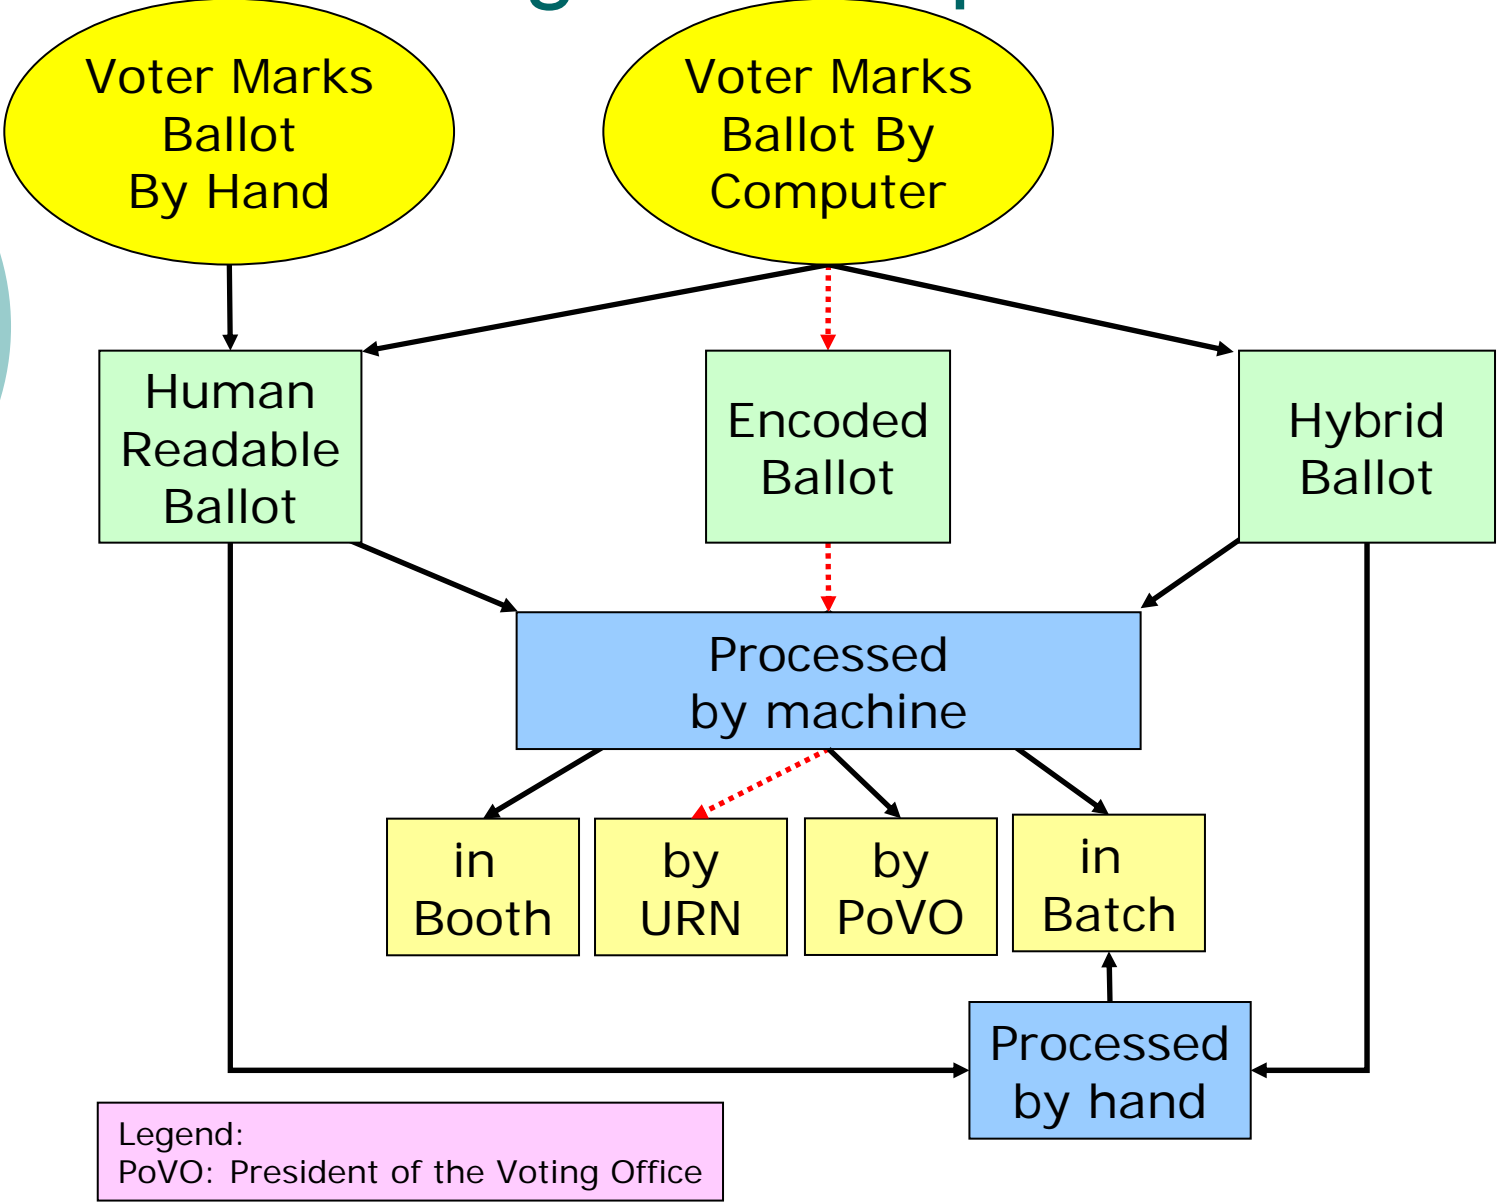 Voter Marks
Ballot
By Hand
Voter Marks
Ballot By
Computer
Human
Readable
Ballot
Encoded
Ballot
Hybrid
Ballot
Processed
by machine
in
Booth
by
URN
by
PoVO
in
Batch
Processed
by hand
Legend:
PoVO: President of the Voting Office